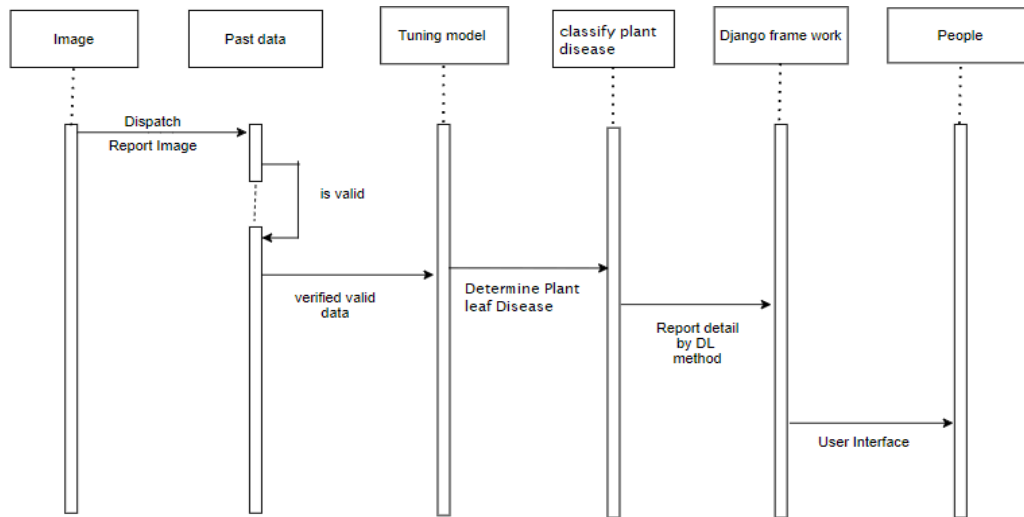 Image
Past data
Tuning model
classify plant
disease
Django frame work
People
Dispatch
Report Image
is valid
verified valid
data
Determine Plant
leaf Disease
Report detail
by DL
method
User Interface